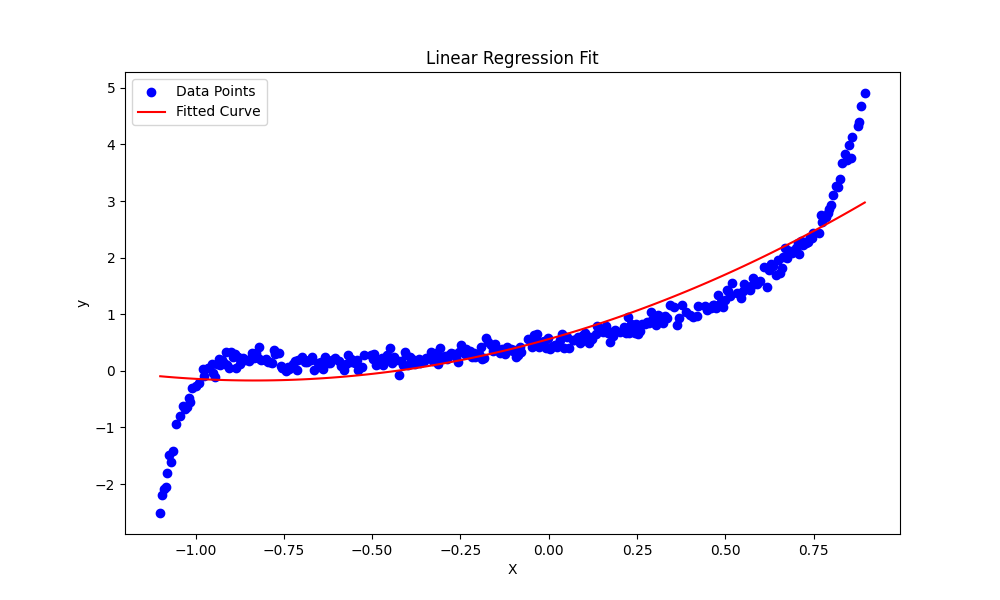 Linear Regression Fit
Data Points
Fitted Curve
5
4
3
2
1
0
−1
−2
y
−1.00 −0.75 −0.50 −0.25 0.00 0.25 0.50 0.75
X